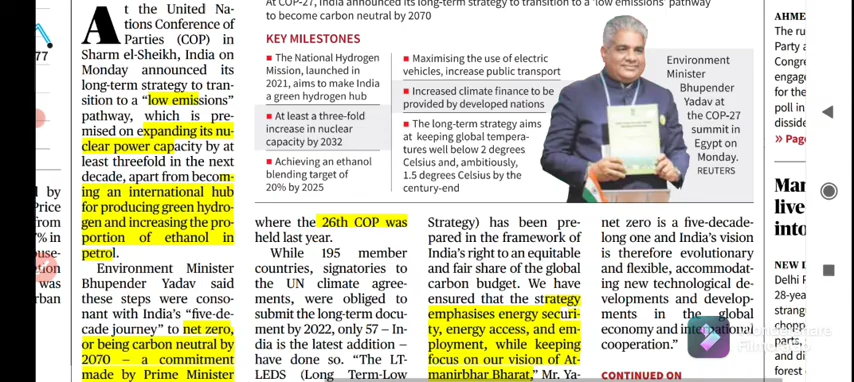 At COP-27, India announced its long-term strategy to transition to a 'low emissions' pathway
to become carbon neutral by 2070
KEY MILESTONES
The National Hydrogen
Mission, launched in
2021, aims to make India
a green hydrogen hub
At least a three-fold
increase in nuclear
capacity by 2032
Achieving an ethanol
blending target of
20% by 2025
Maximising the use of electric
vehicles, increase public transport
Increased climate finance to be
provided by developed nations
The long-term strategy aims
at keeping global tempera-
tures well below 2 degrees
Celsius and, ambitiously,
1.5 degrees Celsius by the
century-end
Environment
Minister
Bhupender
Yadav at
the COP-27
summit in
Egypt on
Monday.
REUTERS
At the United Na-
tions Conference of
Parties (COP) in
Sharm el-Sheikh, India on
Monday announced its
long-term strategy to tran-
sition to a "low emissions"
pathway, which is pre-
mised on expanding its nu-
clear power capacity by at
least threefold in the next
decade, apart from becom-
ing an international hub
for producing green hydro-
gen and increasing the pro-
portion of ethanol in
petrol.
Environment Minister
Bhupender Yadav said
these steps were conso-
nant with India's "five-de-
cade journey" to net zero,
or being carbon neutral by
2070 – a commitment
made by Prime Minister
where the 26th COP was
held last year.
While 195 member
countries, signatories to
the UN climate agree-
ments, were obliged to
submit the long-term docu-
ment by 2022, only 57 – In-
dia is the latest addition –
have done so. "The LT-
LEDS (Long Term-Low
Strategy) has been pre-
pared in the framework of
India's right to an equitable
and fair share of the global
carbon budget. We have
ensured that the strategy
emphasises energy securi-
ty, energy access, and em-
ployment, while keeping
focus on our vision of At-
manirbhar Bharat," Mr. Ya-
net zero is a five-decade-
long one and India's vision
is therefore evolutionary
and flexible, accommodat-
ing new technological de-
velopments and develop-
ments in the global
economy and international
cooperation."
CONTINUED ON
77
d by
Price
from
7% in
ouse-
was
rban
AHME
The ru
Party a
Congre
engage
for the
poll in
disside
» Page
Man
live
into
NEW D
Delhi P
28-year
strang
chopp
parts,
and di
forest